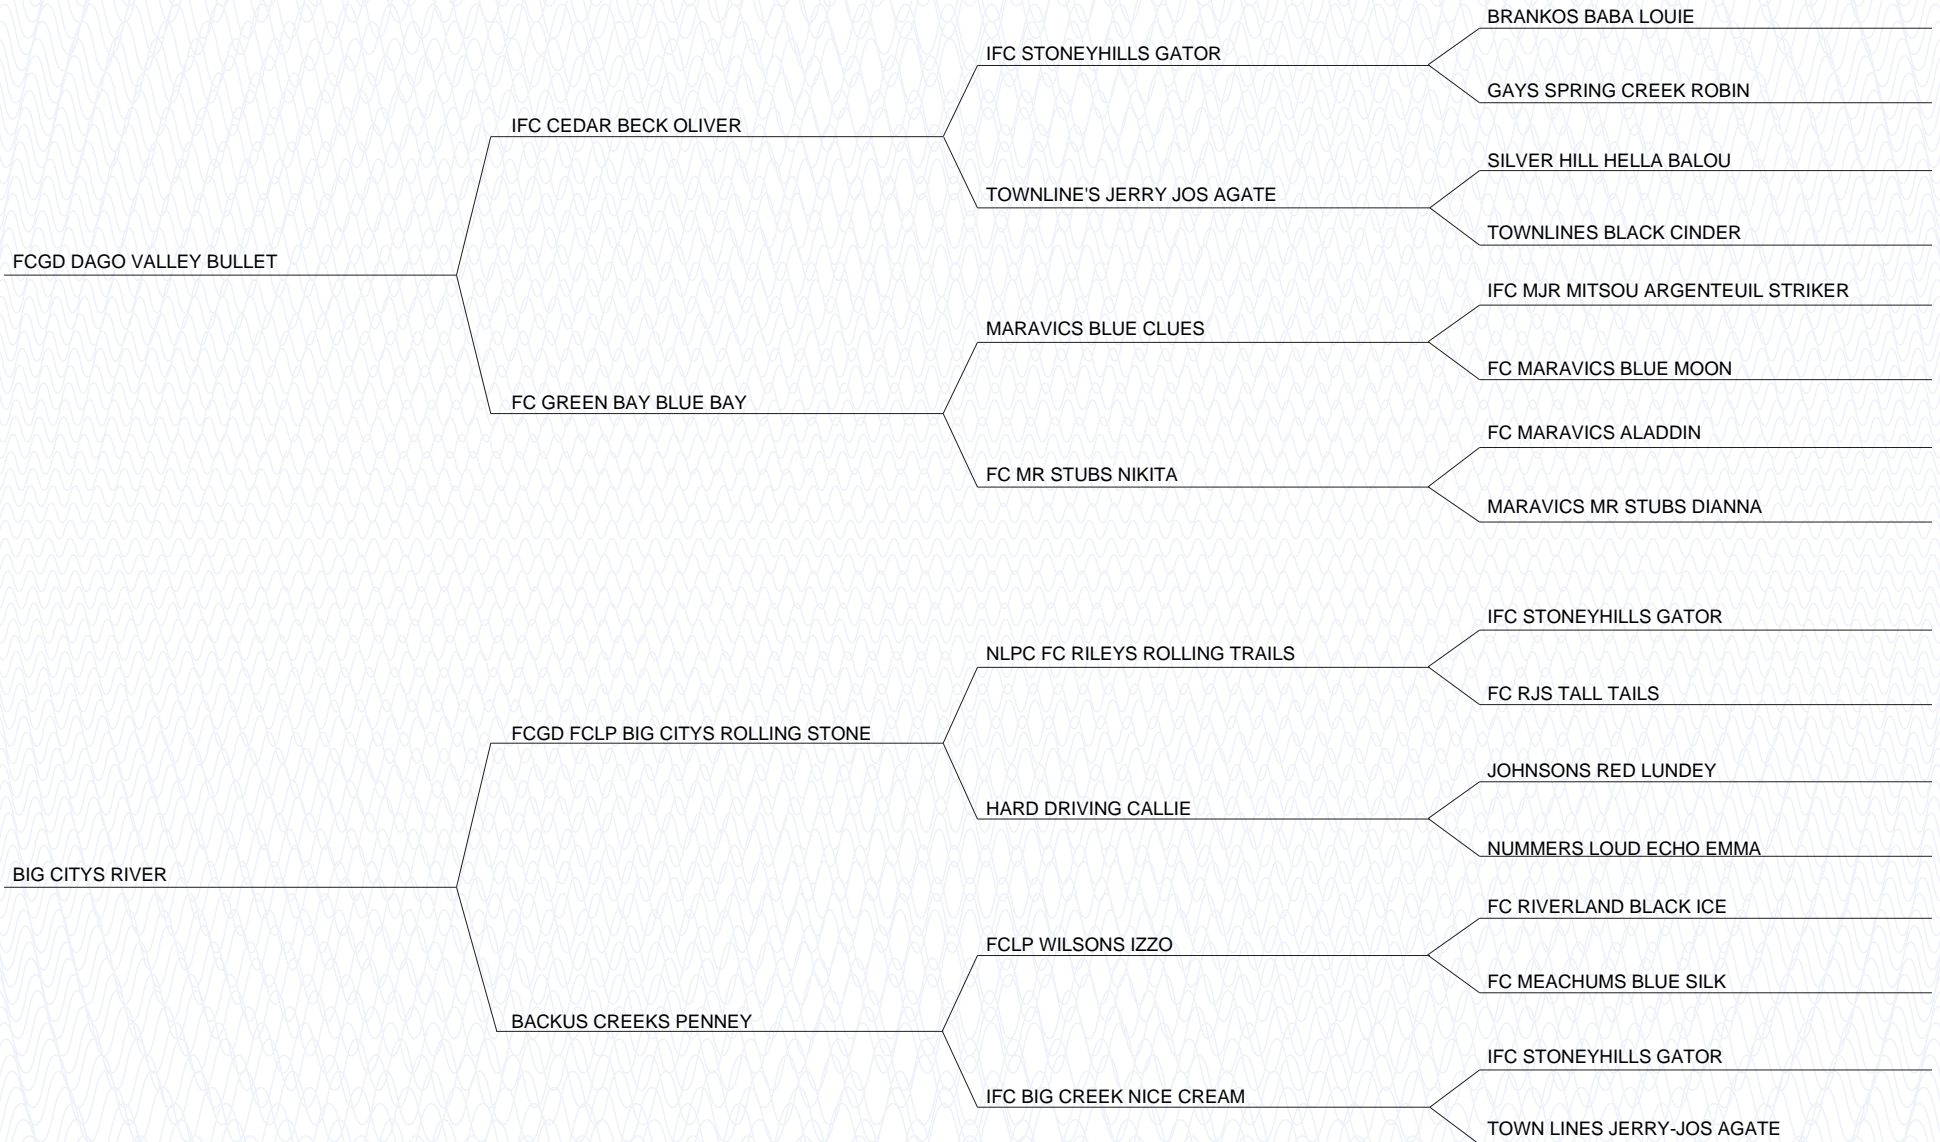 BRANKOS BABA LOUIE
IFC STONEYHILLS GATOR
GAYS SPRING CREEK ROBIN
IFC CEDAR BECK OLIVER
SILVER HILL HELLA BALOU
TOWNLINE'S JERRY JOS AGATE
TOWNLINES BLACK CINDER
FCGD DAGO VALLEY BULLET
IFC MJR MITSOU ARGENTEUIL STRIKER
MARAVICS BLUE CLUES
FC MARAVICS BLUE MOON
FC GREEN BAY BLUE BAY
FC MARAVICS ALADDIN
FC MR STUBS NIKITA
MARAVICS MR STUBS DIANNA
IFC STONEYHILLS GATOR
NLPC FC RILEYS ROLLING TRAILS
FC RJS TALL TAILS
FCGD FCLP BIG CITYS ROLLING STONE
JOHNSONS RED LUNDEY
HARD DRIVING CALLIE
NUMMERS LOUD ECHO EMMA
BIG CITYS RIVER
FC RIVERLAND BLACK ICE
FCLP WILSONS IZZO
FC MEACHUMS BLUE SILK
BACKUS CREEKS PENNEY
IFC STONEYHILLS GATOR
IFC BIG CREEK NICE CREAM
TOWN LINES JERRY-JOS AGATE